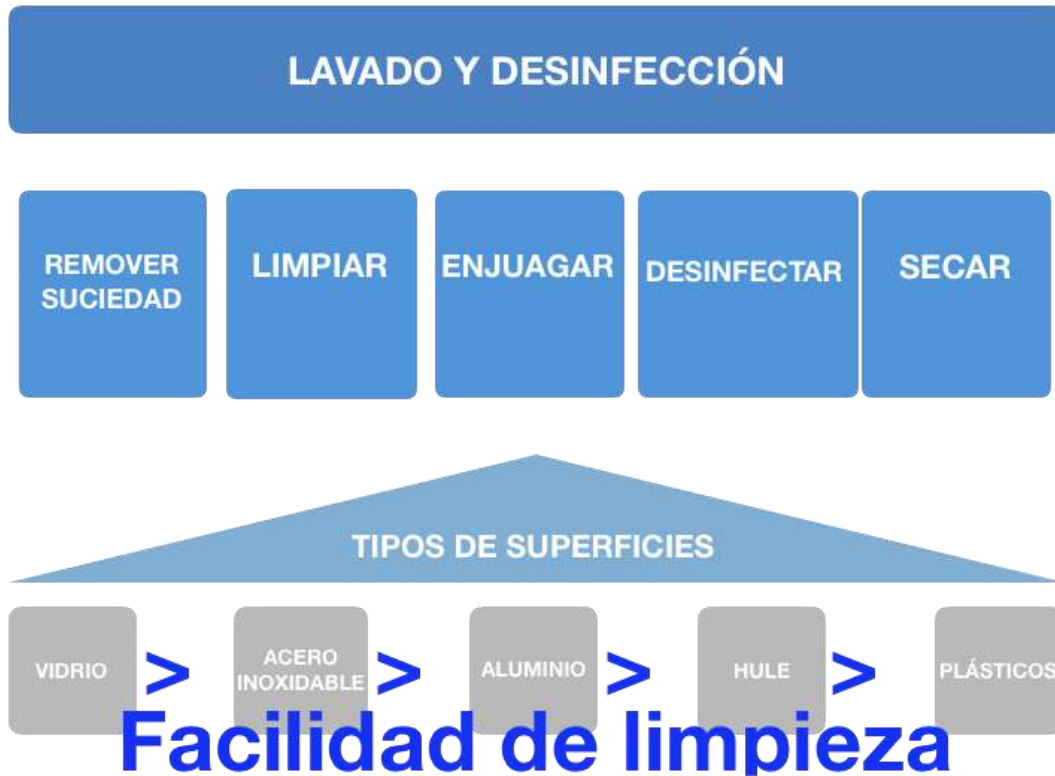 LAVADO Y DESINFECCIÓN
REMOVER
SUCIEDAD
LIMPIAR
ENJUAGAR
DESINFECTAR
SECAR
TIPOS DE SUPERFICIES
VIDRIO
>
ACERO
INOXIDABLE
>
ALUMINIO
>
HULE
>
PLÁSTICOS
Facilidad de limpieza